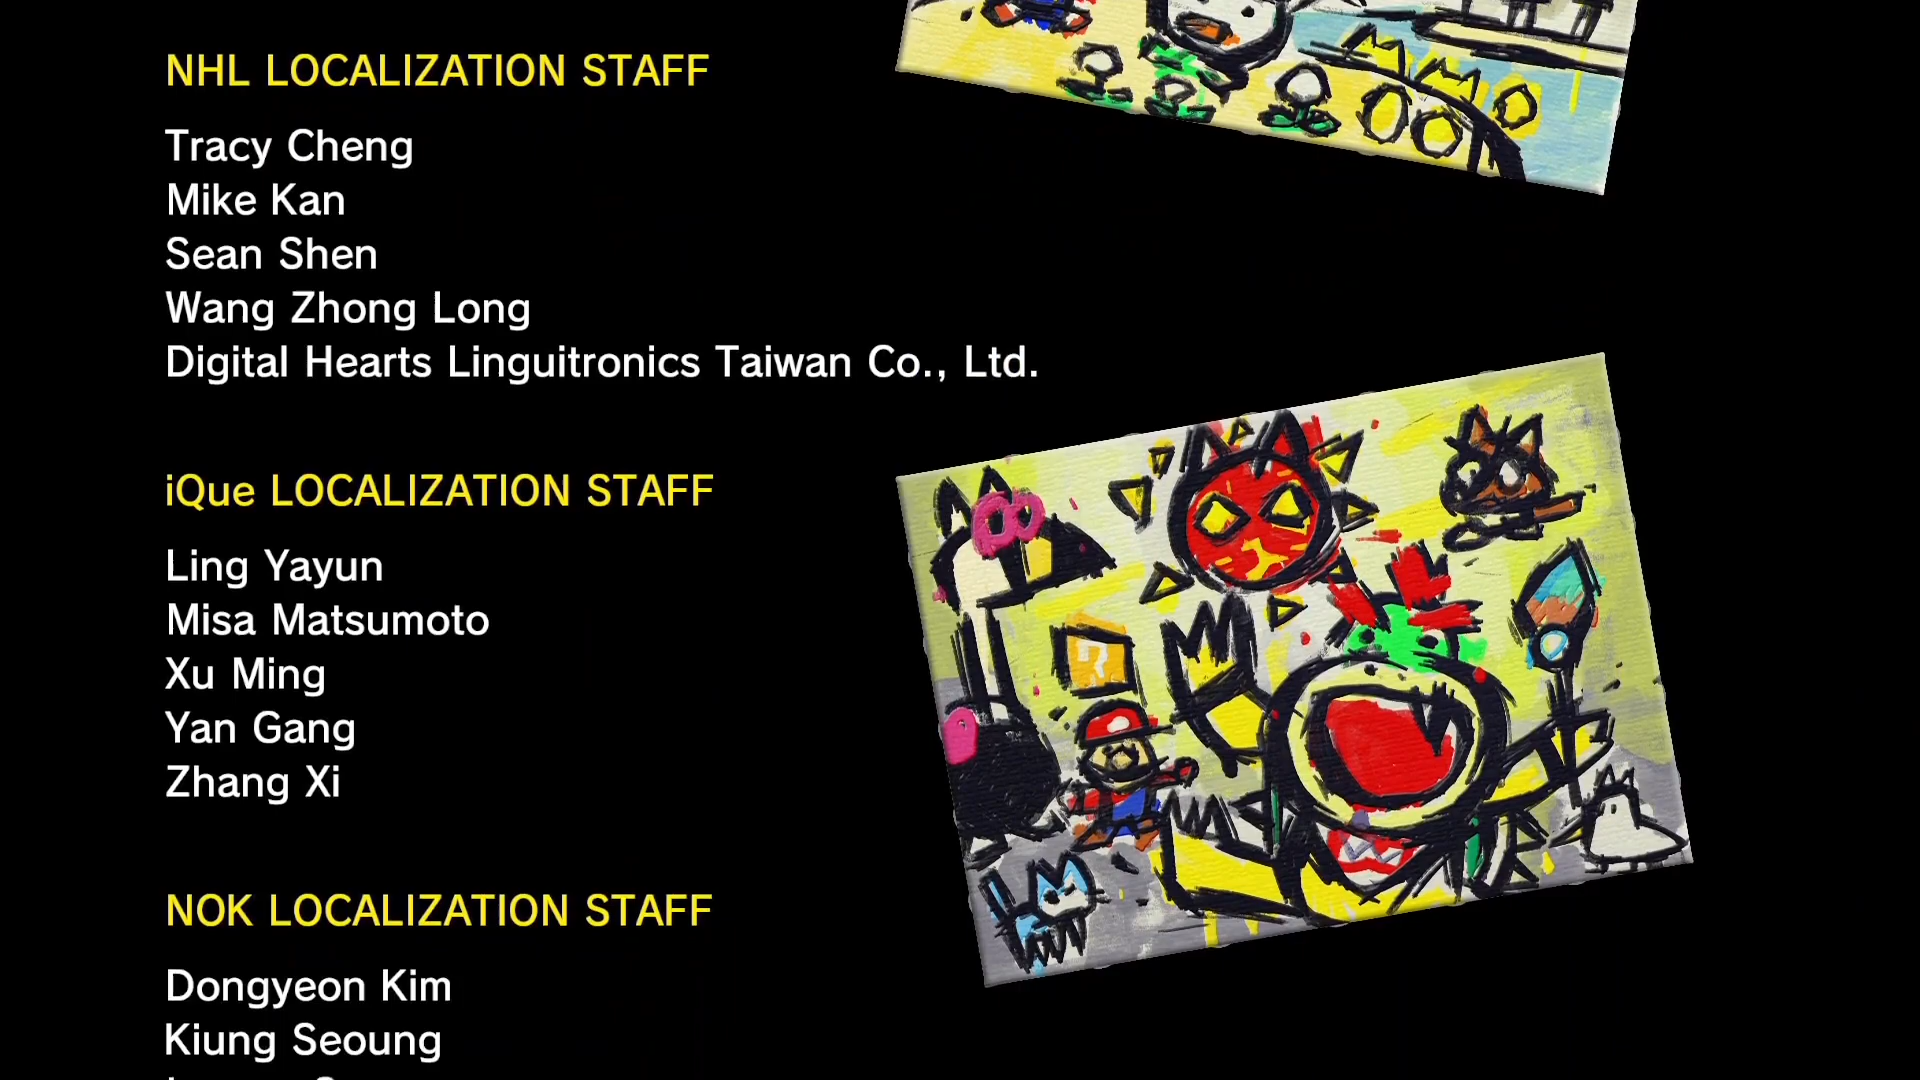 NHL LOCALIZATION STAFF
Tracy Cheng
Mike Kan
Sean Shen
Wang Zhong Long
Digital Hearts Linguitronics Taiwan Co., Ltd.
iQue LOCALIZATION STAFF
Ling Yayun
Misa Matsumoto
Xu Ming
Yan Gang
Zhang Xi
NOK LOCALIZATION STAFF
Dongyeon Kim
Kiung Seoung
?